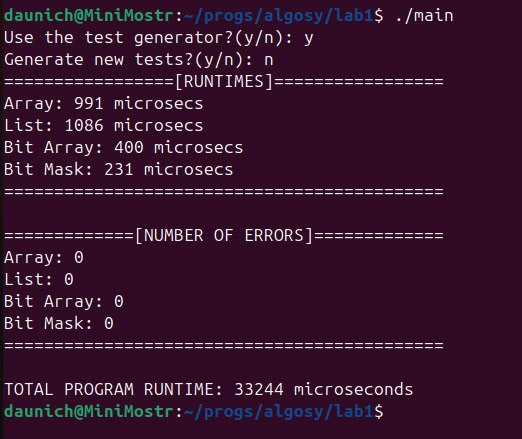 daunich@MiniMostr:~/progs/algosy/lab1$ ./main
Use the test generator?(y/n): y
Generate new tests?(y/n): n
=================[RUNTIMES]=================
Array: 991 microsecs
List: 1086 microsecs
Bit Array: 400 microsecs
Bit Mask: 231 microsecs
============================================
=============[NUMBER OF ERRORS]=============
Array: 0
List: 0
Bit Array: 0
Bit Mask: 0
============================================
TOTAL PROGRAM RUNTIME: 33244 microseconds
daunich@MiniMostr:~/progs/algosy/lab1$